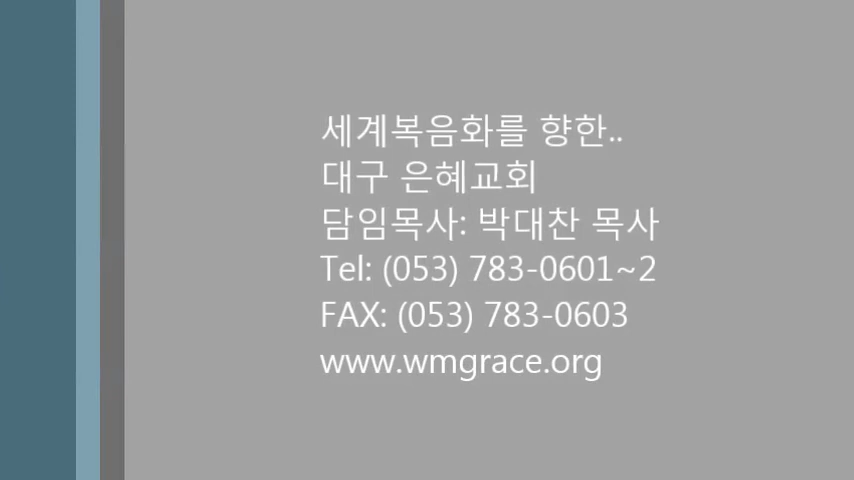 세계복음화를 향한..
대구 은혜교회
담임목사: 박대찬 목사
Tel: (053) 783-0601~2
FAX: (053) 783-0603
www.wmgrace.org